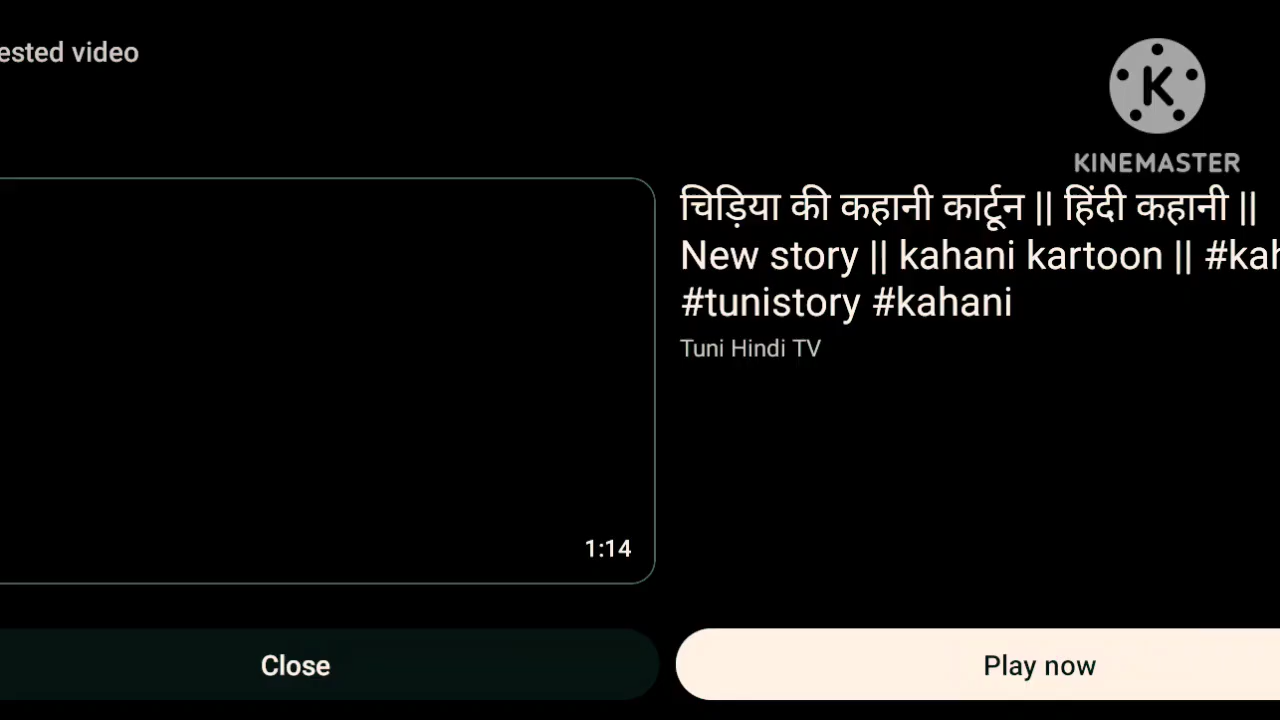 ested video
K
KINEMASTER
चिड़िया की कहानी कार्टून || हिंदी कहानी ||
New story || kahani kartoon || #kah
#tunistory #kahani
Tuni Hindi TV
1:14
Close
Play now